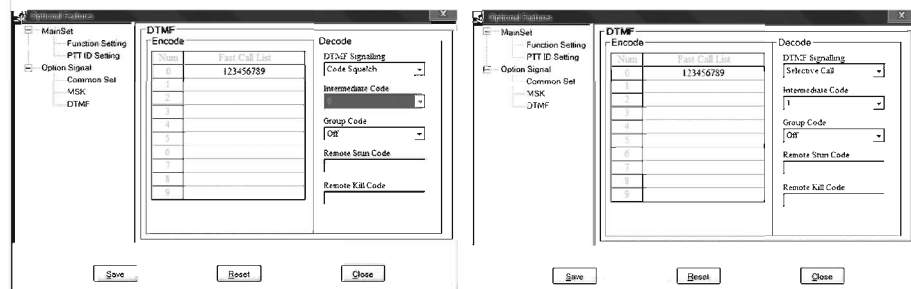 Optional Features
X
MainSet
Function Setting
PTT ID Setting
Option Signal
Common Set
MSK
DTMF
DTMF
Encode
Num Fast Call List
0 123456789
1
2
3
4
5
6
7
8
9
Decode
DTMF Signalling
Code Squelch
Intermediate Code
Group Code
Off
Remote Stun Code
Remote Kill Code
Save Reset Close
Optional Features
X
MainSet
Function Setting
PTT ID Setting
Option Signal
Common Set
MSK
DTMF
DTMF
Encode
Num Fast Call List
0 123456789
1
2
3
4
5
6
7
8
9
Decode
DTMF Signalling
Selective Call
Intermediate Code
1
Group Code
Off
Remote Stun Code
Remote Kill Code
Save Reset Close